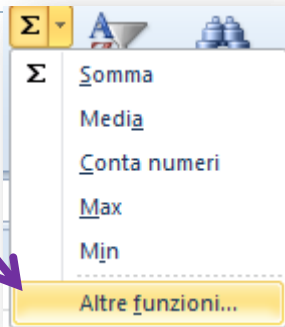 Σ
Σ Somma
Media
Conta numeri
Max
Min
Altre funzioni...